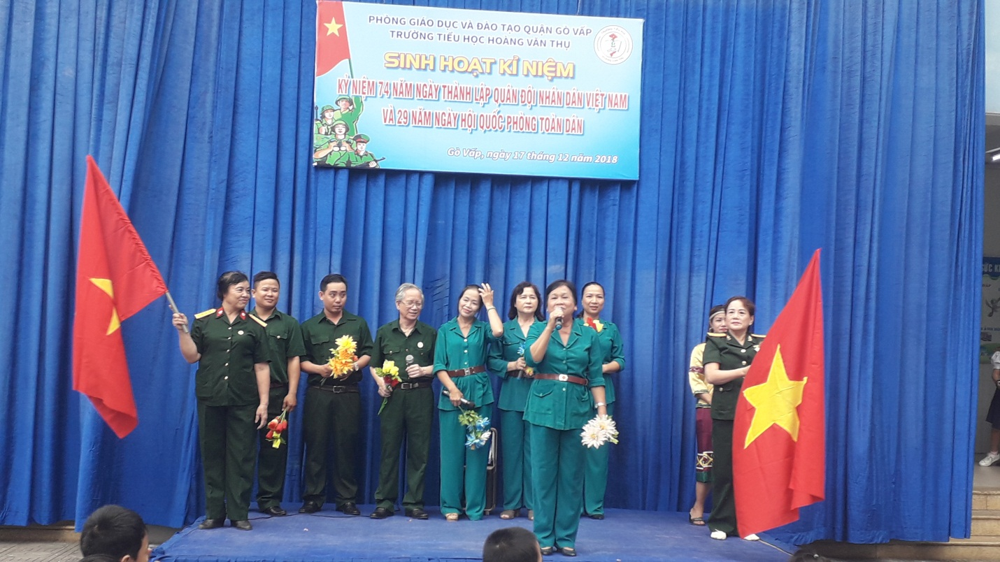 PHÒNG GIÁO DỤC VÀ ĐÀO TẠO QUẬN GÒ VẤP
TRƯỜNG TIỂU HỌC HOÀNG VĂN THỤ
SINH HOẠT KỈ NIỆM
KỶ NIỆM 74 NĂM NGÀY THÀNH LẬP QUÂN ĐỘI NHÂN DÂN VIỆT NAM
VÀ 29 NĂM NGÀY HỘI QUỐC PHÒNG TOÀN DÂN
Gò Vấp, ngày 17 tháng 12 năm 2018